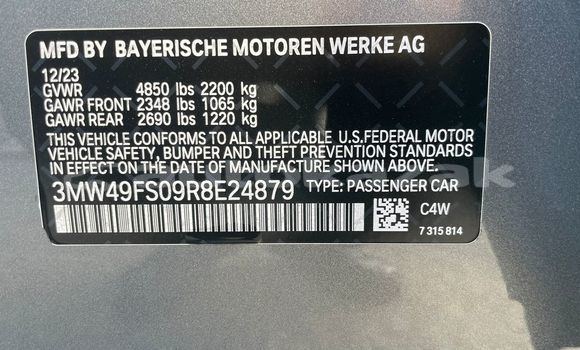 MFD BY BAYERISCHE MOTOREN WERKE AG
12/23
GVWR 4850 lbs 2200 kg
GAWR FRONT 2348 lbs 1065 kg
GAWR REAR 2690 lbs 1220 kg
THIS VEHICLE CONFORMS TO ALL APPLICABLE U.S.FEDERAL MOTOR
VEHICLE SAFETY, BUMPER AND THEFT PREVENTION STANDARDS
IN EFFECT ON THE DATE OF MANUFACTURE SHOWN ABOVE.
3MW49FS09R8E24879 TYPE: PASSENGER CAR
C4W
7 315 814